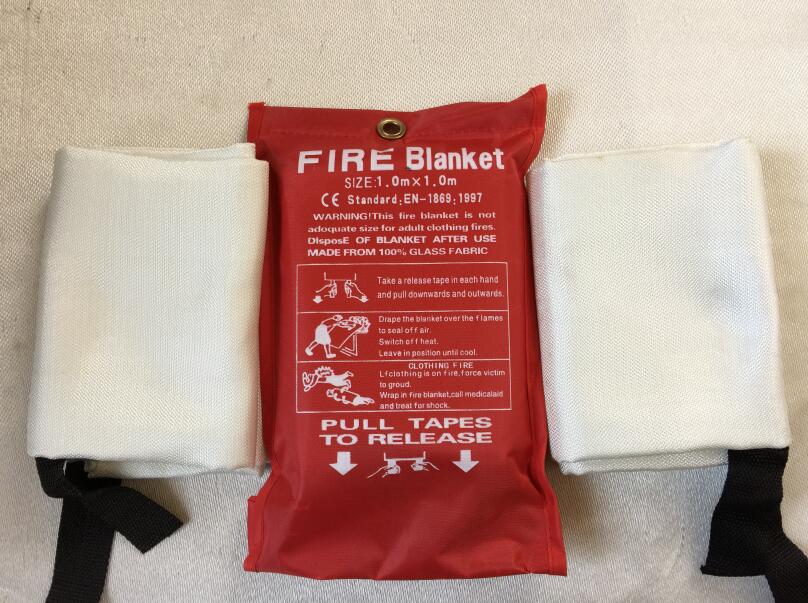 FIRE Blanket
SIZE:1.0m×1.0m
CE Standard:EN-1869:1997
WARNING!This fire blanket is not
adoquate size for adult clothing fires.
DIsposE OF BLANKET AFTER USE
MADE FROM 100% GLASS FABRIC
Take a release tape in each hand
and pull downwards and outwards.
Drape the blanket over the flames
to seal off air.
Switch off heat.
Leave in position until cool.
CLOTHING FIRE
Lfclothing is on fire,force victim
to groud.
Wrap in fire blanket,call medicalaid
and treat for shock.
PULL TAPES
TO RELEASE